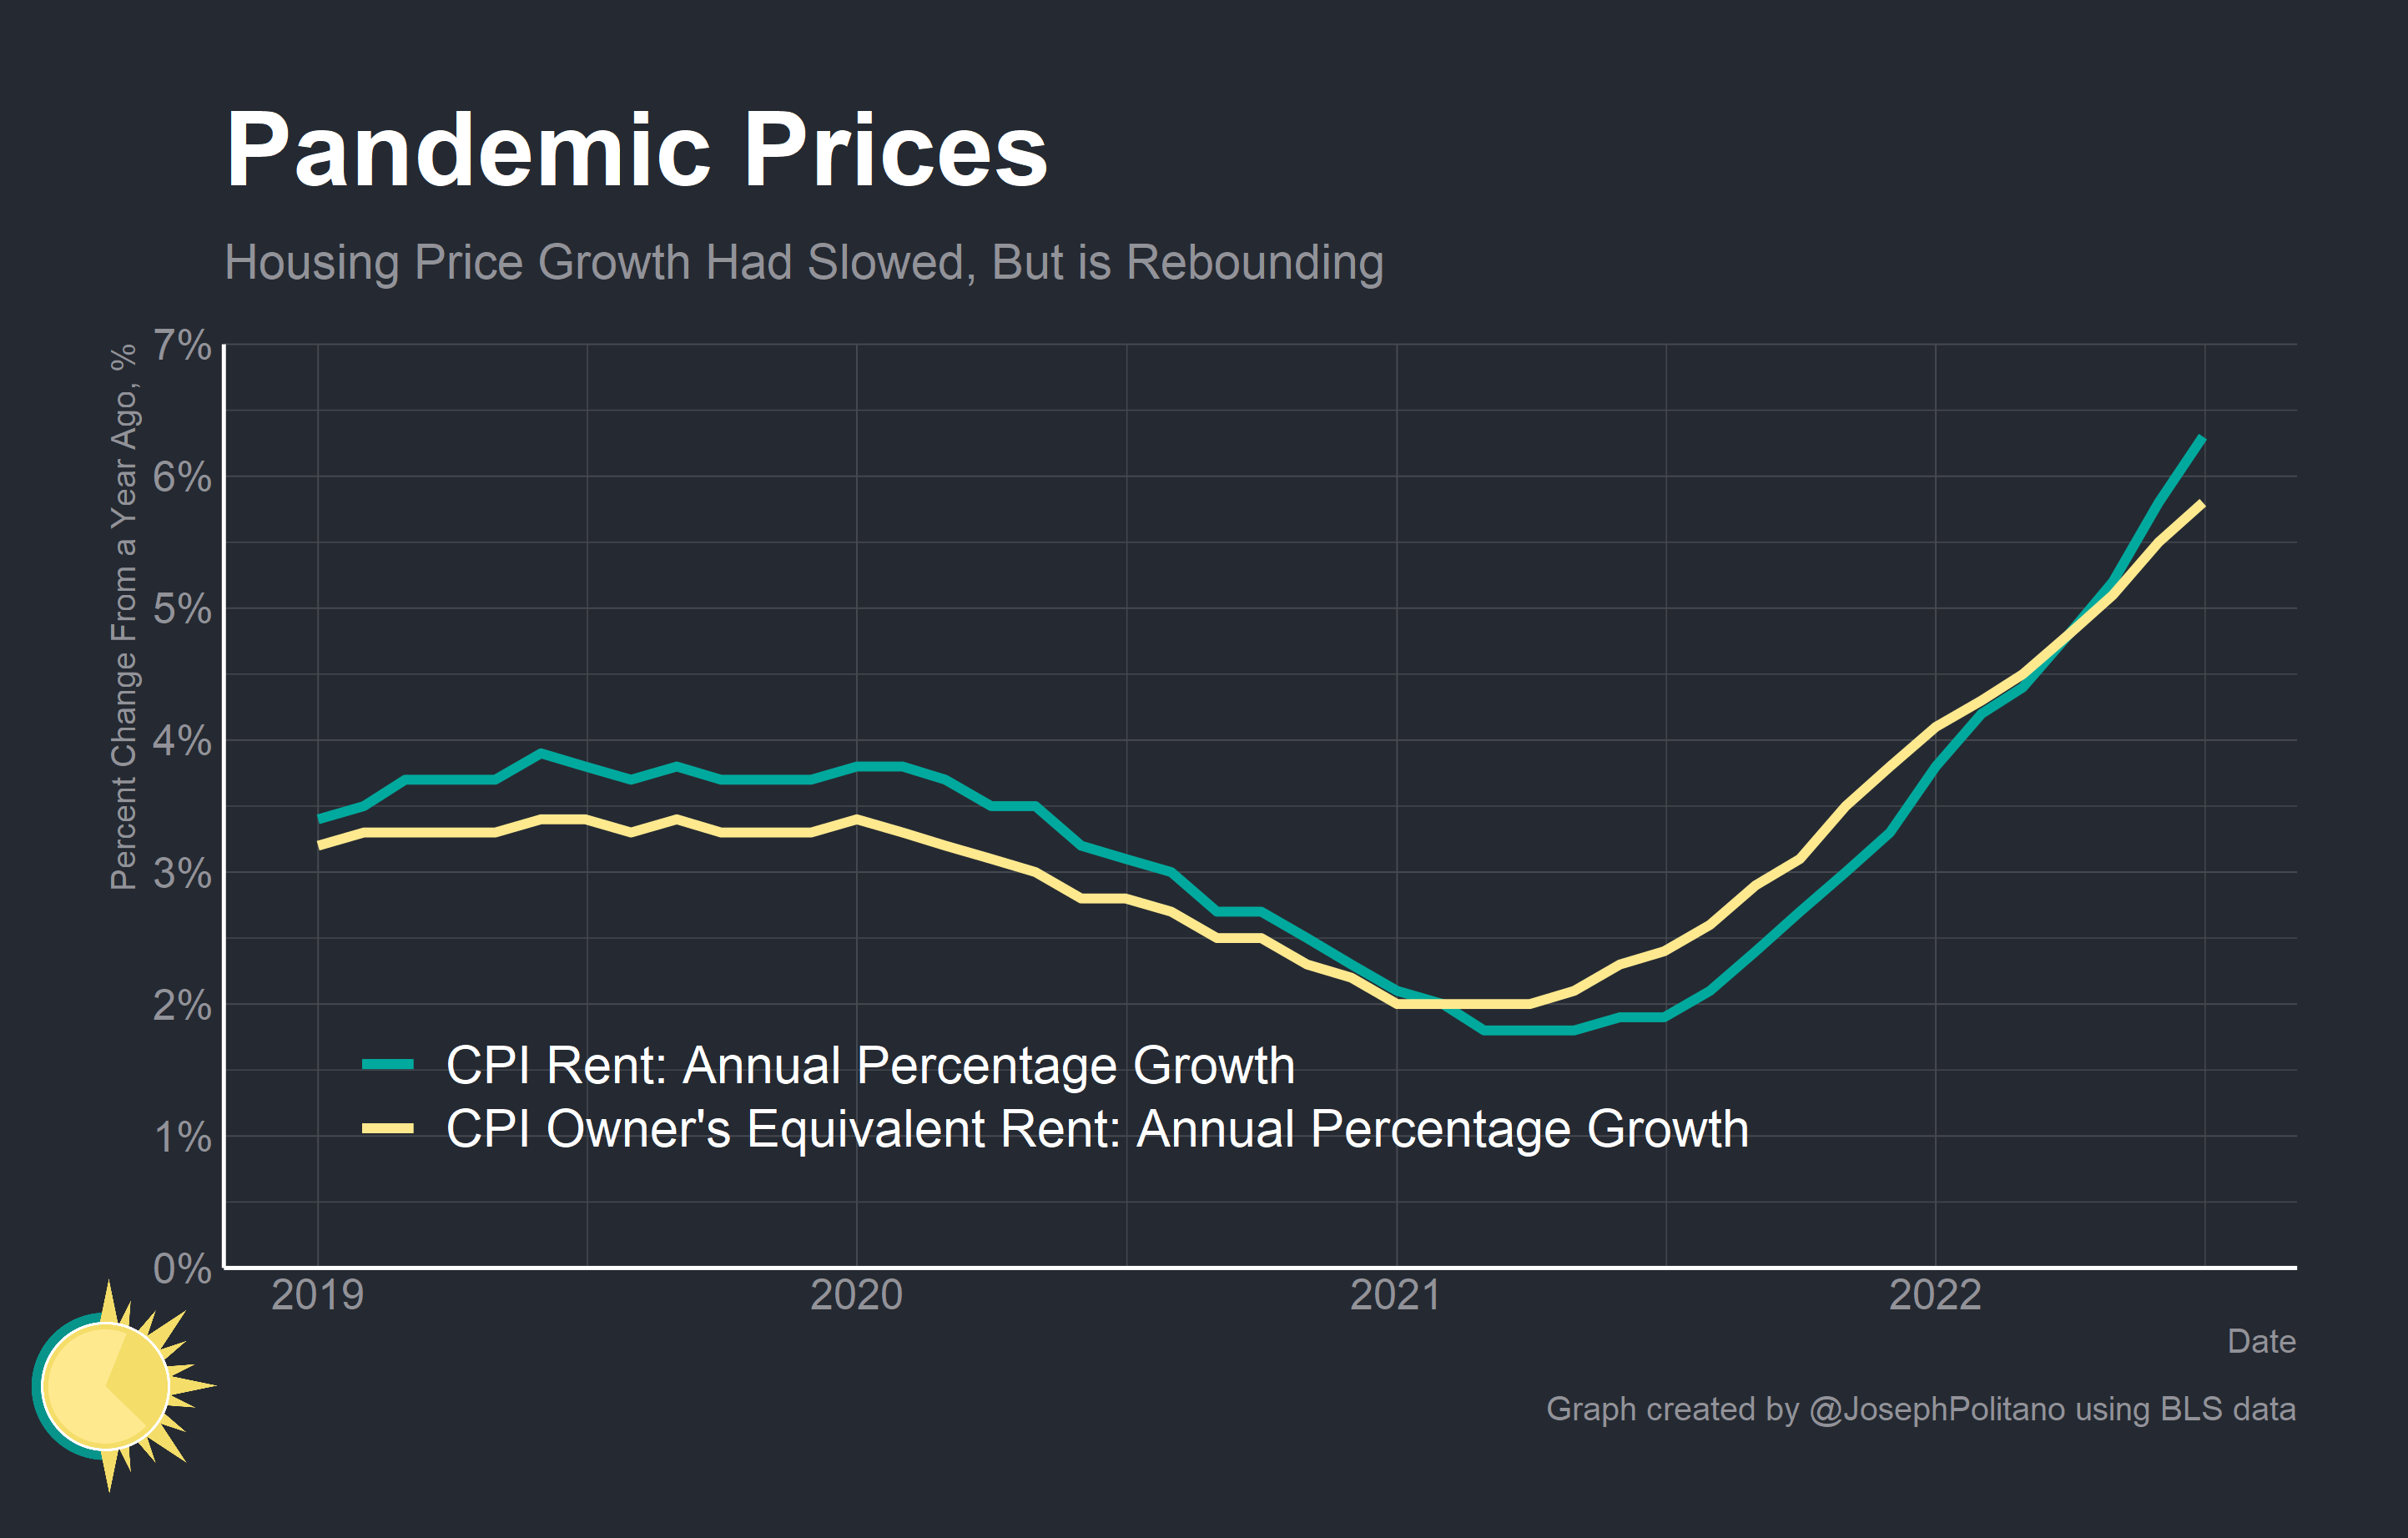 Pandemic Prices
Housing Price Growth Had Slowed, But is Rebounding
Percent Change From a Year Ago, %
7%
6%
5%
4%
3%
2%
1%
0%
CPI Rent: Annual Percentage Growth
CPI Owner's Equivalent Rent: Annual Percentage Growth
2019 2020 2021 2022
Date
Graph created by @JosephPolitano using BLS data